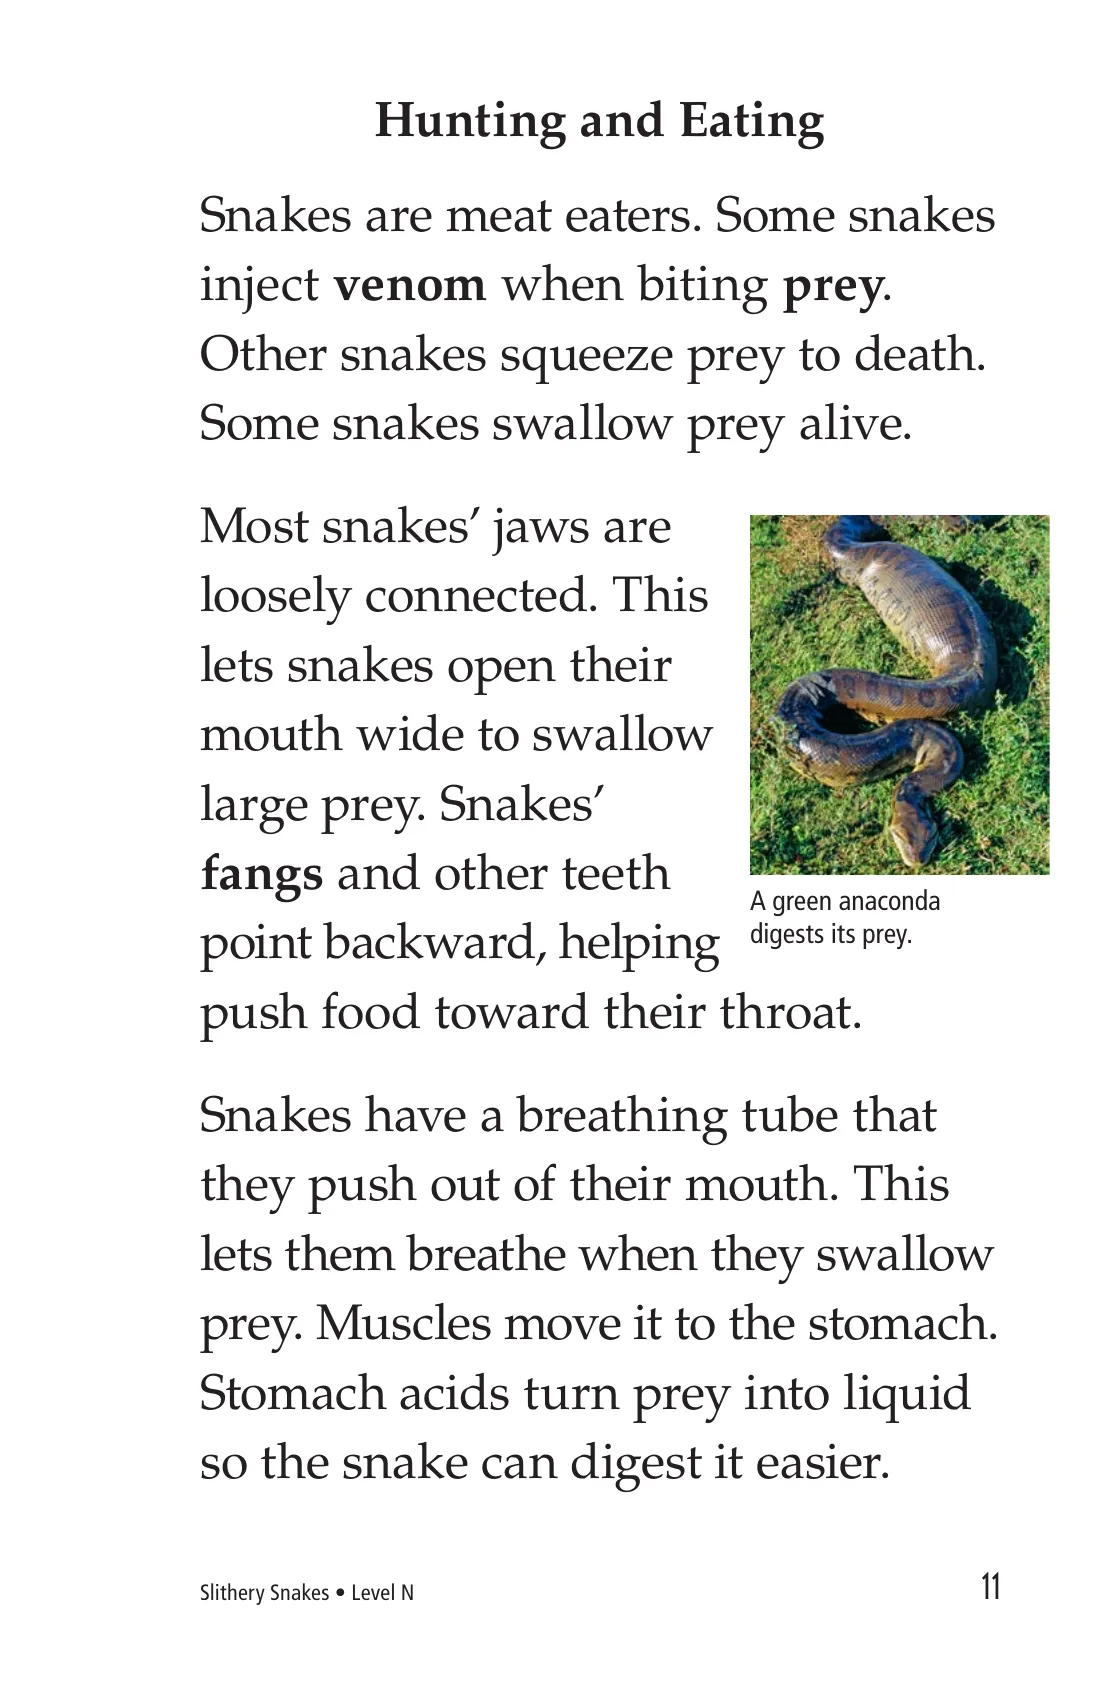 Hunting and Eating
Snakes are meat eaters. Some snakes
inject venom when biting prey.
Other snakes squeeze prey to death.
Some snakes swallow prey alive.
Most snakes’ jaws are
loosely connected. This
lets snakes open their
mouth wide to swallow
large prey. Snakes’
fangs and other teeth
point backward, helping
push food toward their throat.
A green anaconda
digests its prey.
Snakes have a breathing tube that
they push out of their mouth. This
lets them breathe when they swallow
prey. Muscles move it to the stomach.
Stomach acids turn prey into liquid
so the snake can digest it easier.
Slithery Snakes • Level N
11